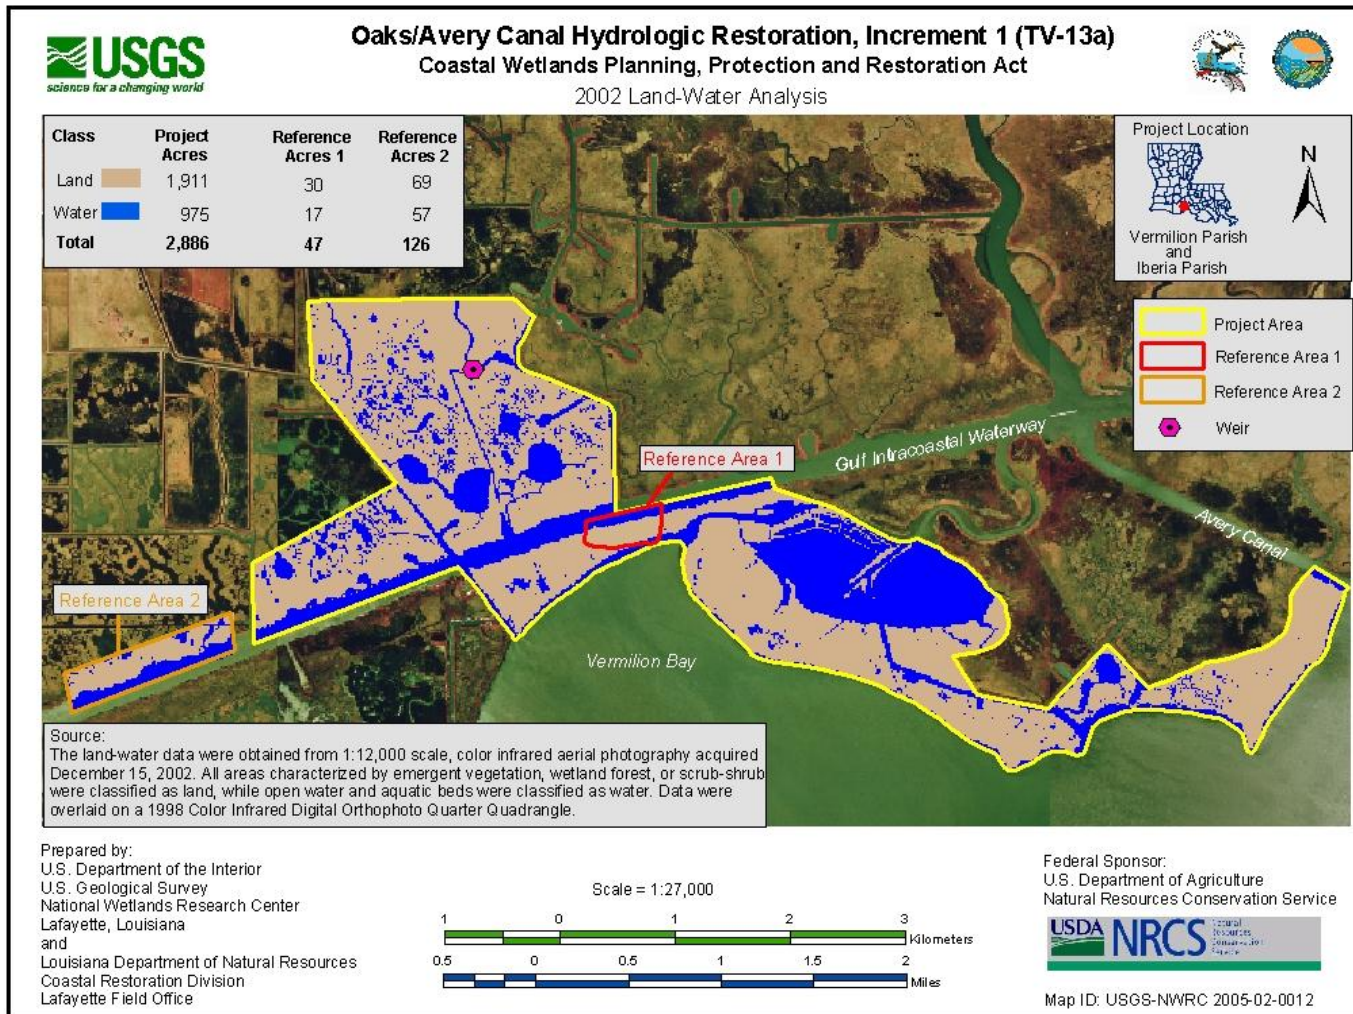 USGS
science for a changing world
Oaks/Avery Canal Hydrologic Restoration, Increment 1 (TV-13a)
Coastal Wetlands Planning, Protection and Restoration Act
2002 Land-Water Analysis
Class Project Acres Reference Acres 1 Reference Acres 2
Land 1,911 30 69
Water 975 17 57
Total 2,886 47 126
Project Location
N
Vermilion Parish
and
Iberia Parish
Project Area
Reference Area 1
Reference Area 2
Weir
Reference Area 1
Gulf Intracoastal Waterway
Avery Canal
Reference Area 2
Vermilion Bay
Source:
The land-water data were obtained from 1:12,000 scale, color infrared aerial photography acquired
December 15, 2002. All areas characterized by emergent vegetation, wetland forest, or scrub-shrub
were classified as land, while open water and aquatic beds were classified as water. Data were
overlaid on a 1998 Color Infrared Digital Orthophoto Quarter Quadrangle.
Prepared by:
U.S. Department of the Interior
U.S. Geological Survey
National Wetlands Research Center
Lafayette, Louisiana
and
Louisiana Department of Natural Resources
Coastal Restoration Division
Lafayette Field Office
Scale = 1:27,000
1 0 1 2 3
Kilometers
0.5 0 0.5 1 1.5 2
Miles
Federal Sponsor:
U.S. Department of Agriculture
Natural Resources Conservation Service
USDA NRCS Natural
Resources
Conservation
Service
Map ID: USGS-NWRC 2005-02-0012